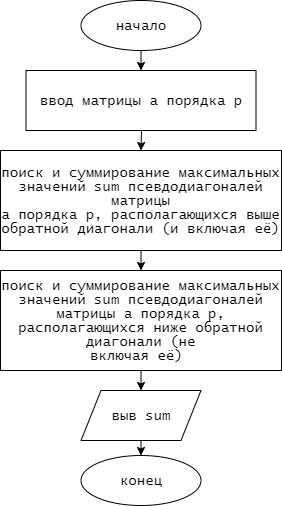 начало
ввод матрицы а порядка р
поиск и суммирование максимальных
значений sum псевдодиагоналей
матрицы
а порядка р, располагающихся выше
обратной диагонали (и включая её)
поиск и суммирование максимальных
значений sum псевдодиагоналей
матрицы а порядка р,
располагающихся ниже обратной
диагонали (не
включая её)
выв sum
конец